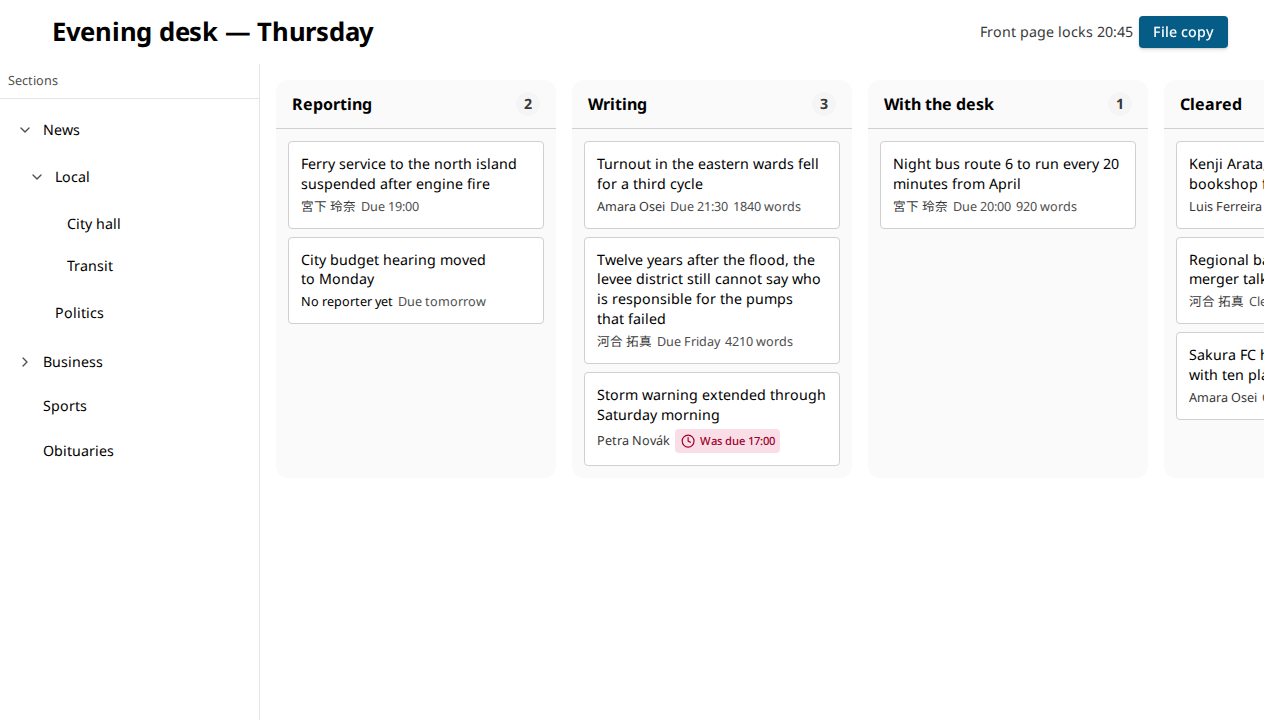 Evening desk — Thursday
Front page locks 20:45
File copy
Sections
News
Local
City hall
Transit
Politics
Business
Sports
Obituaries
Reporting 2
Ferry service to the north island
suspended after engine fire
宮下 玲奈 Due 19:00
City budget hearing moved
to Monday
No reporter yet Due tomorrow
Writing 3
Turnout in the eastern wards fell
for a third cycle
Amara Osei Due 21:30 1840 words
Twelve years after the flood, the
levee district still cannot say who
is responsible for the pumps
that failed
河合 拓真 Due Friday 4210 words
Storm warning extended through
Saturday morning
Petra Novák Was due 17:00
With the desk 1
Night bus route 6 to run every 20
minutes from April
宮下 玲奈 Due 20:00 920 words
Cleared
Kenji Arata,
bookshop
Luis Ferreira
Regional
merger
河合 拓真
Sakura FC
with ten
Amara Osei